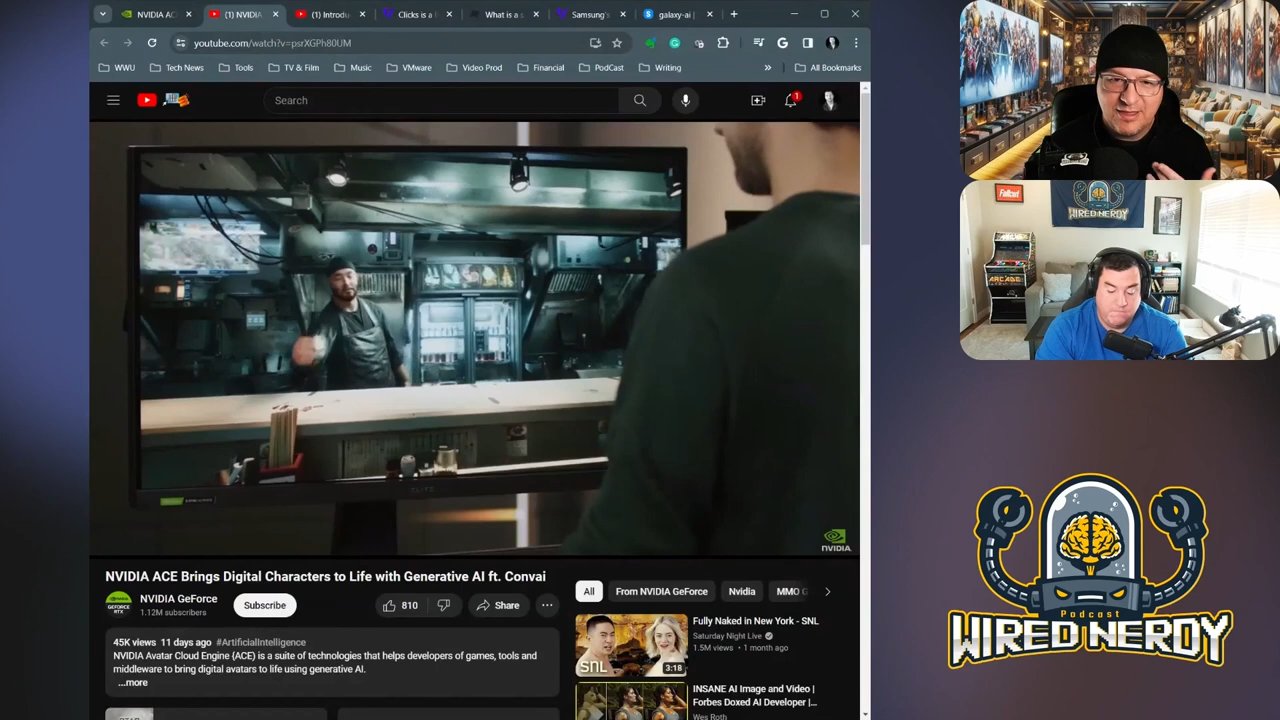 NVIDIA ACE
(1) NVIDIA
(1) Introdu
Clicks is a
What is a s
Samsung's
galaxy-ai |
youtube.com/watch?v=psrXGPh80UM
WWU
Tech News
Tools
TV & Film
Music
VMware
Video Prod
Financial
PodCast
Writing
All Bookmarks
Search
1
NVIDIA
NVIDIA ACE Brings Digital Characters to Life with Generative AI ft. Convai
NVIDIA GeForce
1.12M subscribers
Subscribe
810
Share
45K views 11 days ago #ArtificialIntelligence
NVIDIA Avatar Cloud Engine (ACE) is a suite of technologies that helps developers of games, tools and
middleware to bring digital avatars to life using generative AI.
...more
All
From NVIDIA GeForce
Nvidia
MMO G
SNL
3:18
Fully Naked in New York - SNL
Saturday Night Live
1.5M views • 1 month ago
INSANE AI Image and Video |
Forbes Doxed AI Developer |...
Wes Roth
Fallout
WIRED NERDY
ARCADE
Podcast
WIRED NERDY